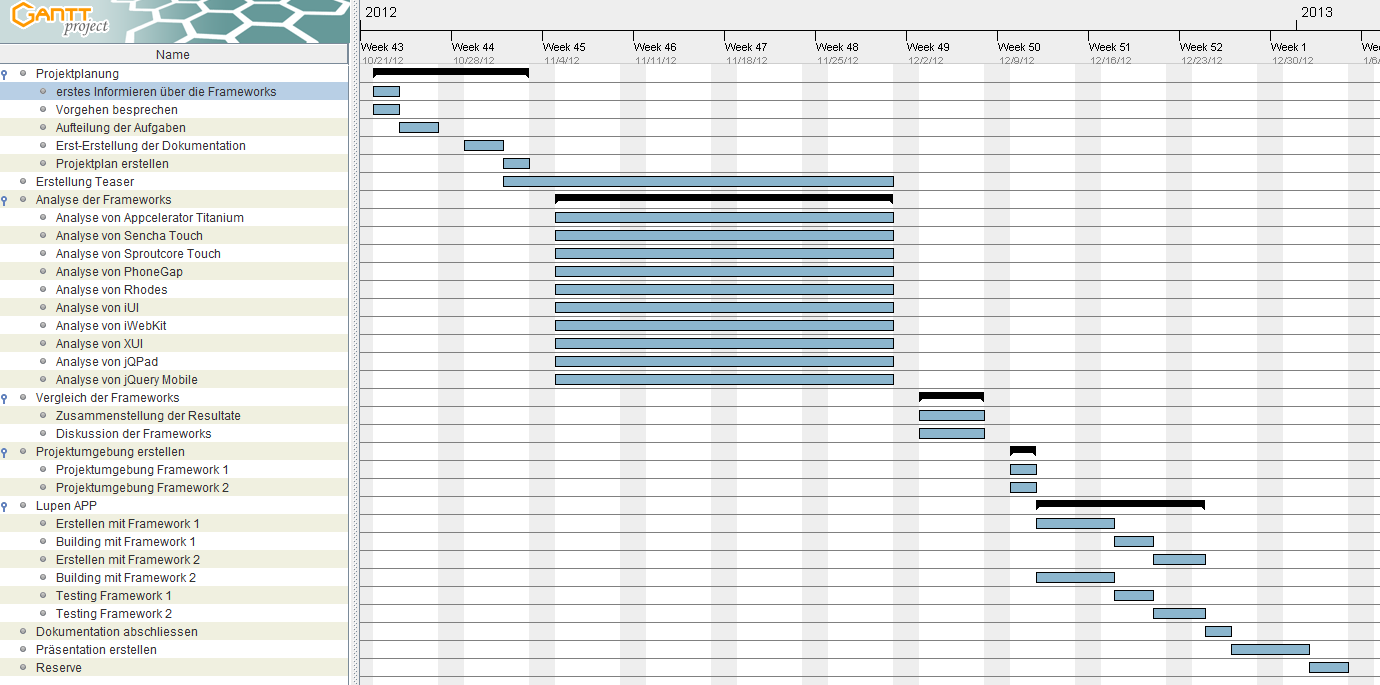 GANTT
project
2012 2013
Name
Week 43 Week 44 Week 45 Week 46 Week 47 Week 48 Week 49 Week 50 Week 51 Week 52 Week 1 We
10/21/12 10/28/12 11/4/12 11/11/12 11/18/12 11/25/12 12/2/12 12/9/12 12/16/12 12/23/12 12/30/12 1/6/
Projektplanung
erstes Informieren über die Frameworks
Vorgehen besprechen
Aufteilung der Aufgaben
Erst-Erstellung der Dokumentation
Projektplan erstellen
Erstellung Teaser
Analyse der Frameworks
Analyse von Appcelerator Titanium
Analyse von Sencha Touch
Analyse von Sproutcore Touch
Analyse von PhoneGap
Analyse von Rhodes
Analyse von iUI
Analyse von iWebKit
Analyse von XUI
Analyse von jQPad
Analyse von jQuery Mobile
Vergleich der Frameworks
Zusammenstellung der Resultate
Diskussion der Frameworks
Projektumgebung erstellen
Projektumgebung Framework 1
Projektumgebung Framework 2
Lupen APP
Erstellen mit Framework 1
Building mit Framework 1
Erstellen mit Framework 2
Building mit Framework 2
Testing Framework 1
Testing Framework 2
Dokumentation abschliessen
Präsentation erstellen
Reserve